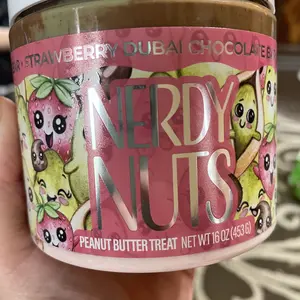 STRAWBERRY DUBAI CHOCOLATE
NERDY
NUTS
PEANUT BUTTER TREAT NET WT 16 OZ (453 G)